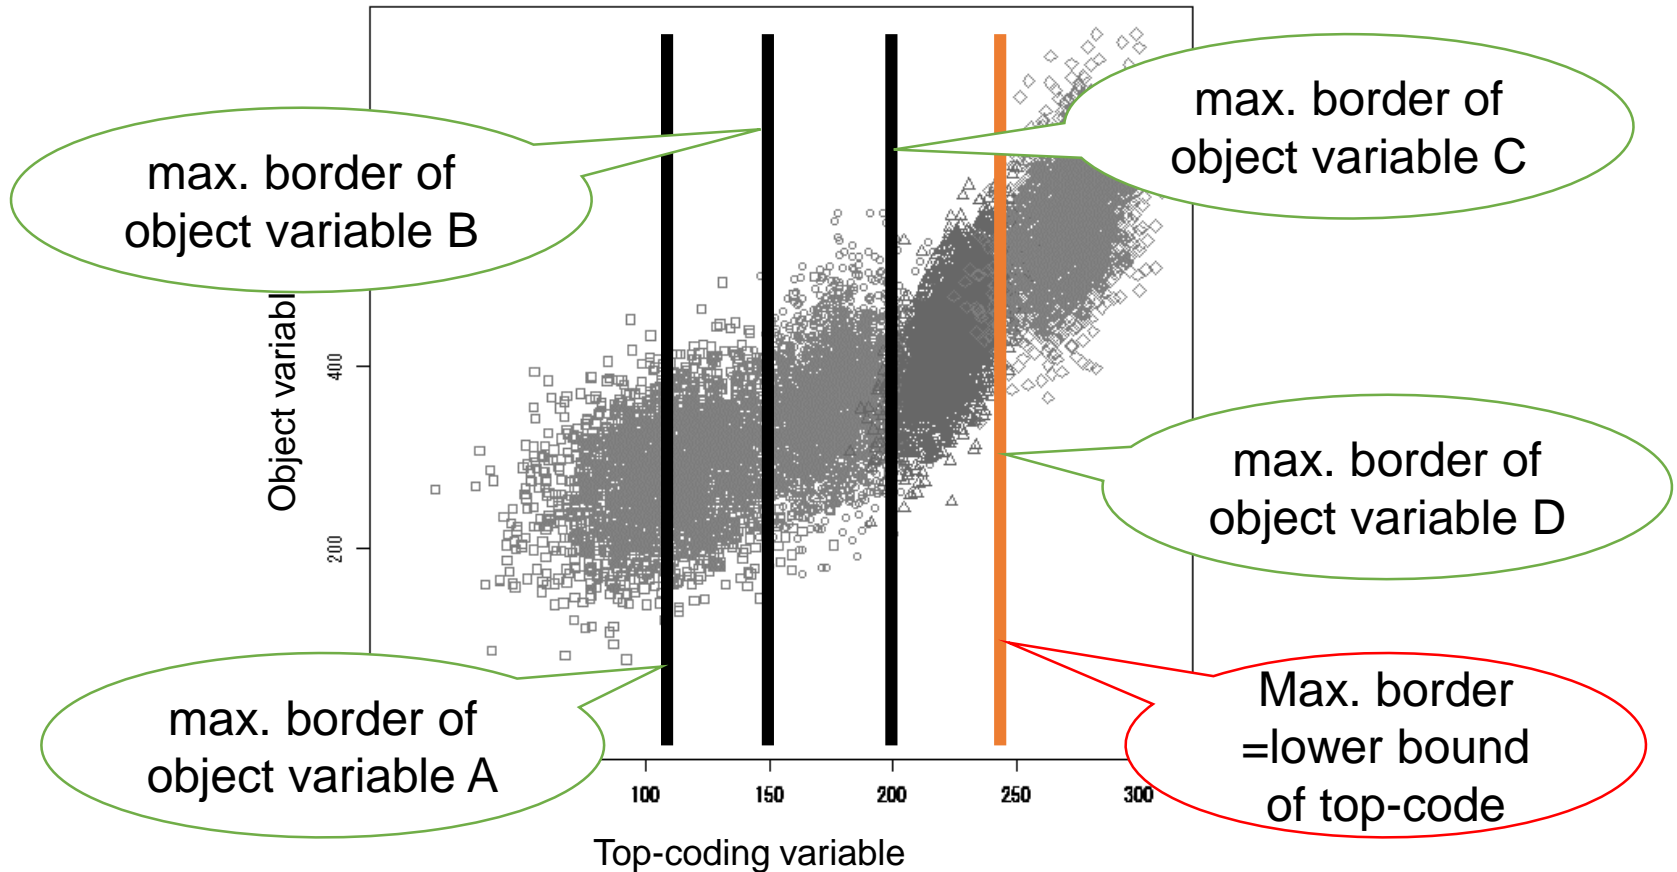 max. border of
object variable B
max. border of
object variable C
Object variabl
400
200
max. border of
object variable D
max. border of
object variable A
Max. border
=lower bound
of top-code
100
150
200
250
300
Top-coding variable